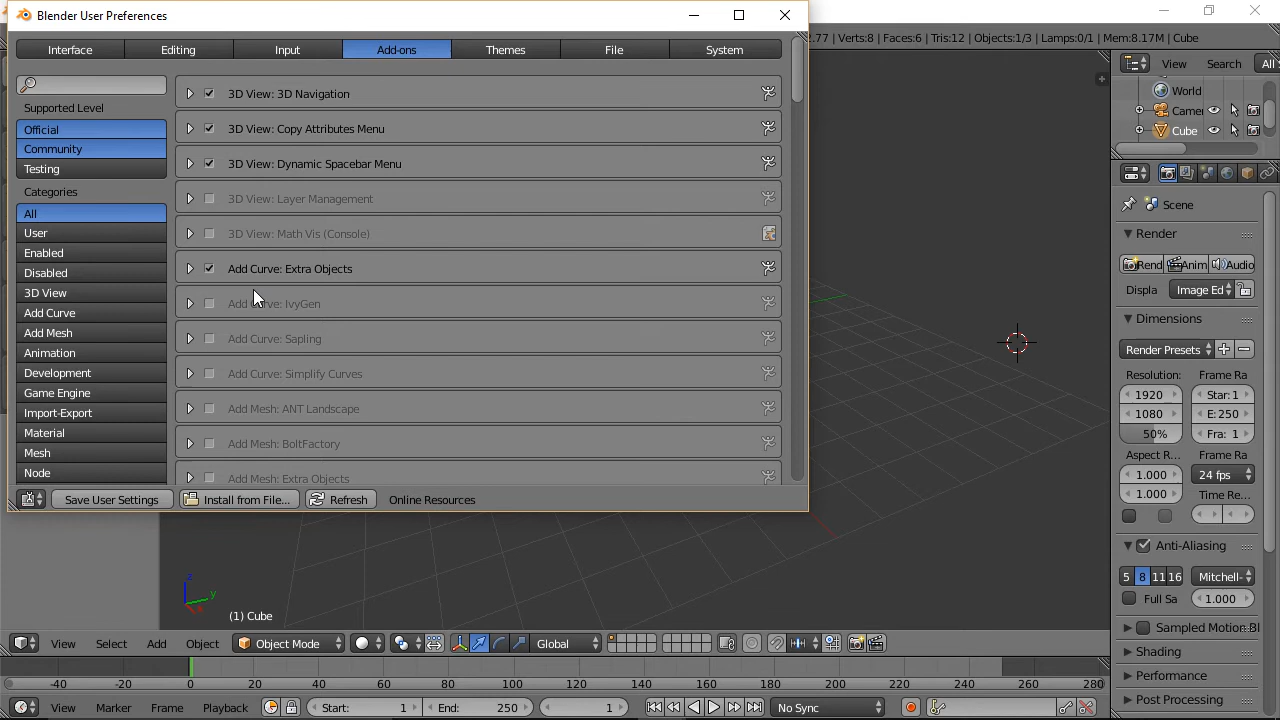 Blender User Preferences
.77 | Verts:8 | Faces:6 | Tris:12 | Objects:1/3 | Lamps:0/1 | Mem:8.17M | Cube
Interface Editing Input Add-ons Themes File System
View Search All S
Supported Level
Official
Community
Testing
Categories
All
User
Enabled
Disabled
3D View
Add Curve
Add Mesh
Animation
Development
Game Engine
Import-Export
Material
Mesh
Node
3D View: 3D Navigation
3D View: Copy Attributes Menu
3D View: Dynamic Spacebar Menu
3D View: Layer Management
3D View: Math Vis (Console)
Add Curve: Extra Objects
Add Curve: IvyGen
Add Curve: Sapling
Add Curve: Simplify Curves
Add Mesh: ANT Landscape
Add Mesh: BoltFactory
Add Mesh: Extra Objects
Save User Settings Install from File... Refresh Online Resources
World
Camer
Cube
Scene
Render
Rend Anim Audio
Displa Image Ed
Dimensions
Render Presets
Resolution: Frame Ra
1920 Star: 1
1080 E: 250
50% Fra: 1
Aspect R... Frame Ra
1.000 24 fps
1.000 Time Re...
Anti-Aliasing
5 8 11 16 Mitchell-
Full Sa 1.000
Sampled Motion Bl
Shading
Performance
Post Processing
z
y
x
(1) Cube
View Select Add Object Object Mode Global
-40 -20 0 20 40 60 80 100 120 140 160 180 200 220 240 260 280
View Marker Frame Playback Start: 1 End: 250 1 No Sync